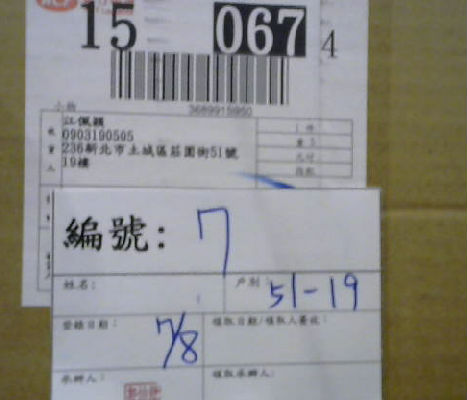 15 067 4
3689915950
江佩穎
0903190505
236新北市土城區莊園街51號
19樓
編號: 7
姓名:
戶別: 51-19
登錄日期: 7/8
領取日期/領取人簽收:
承辦人:
領取承辦人: